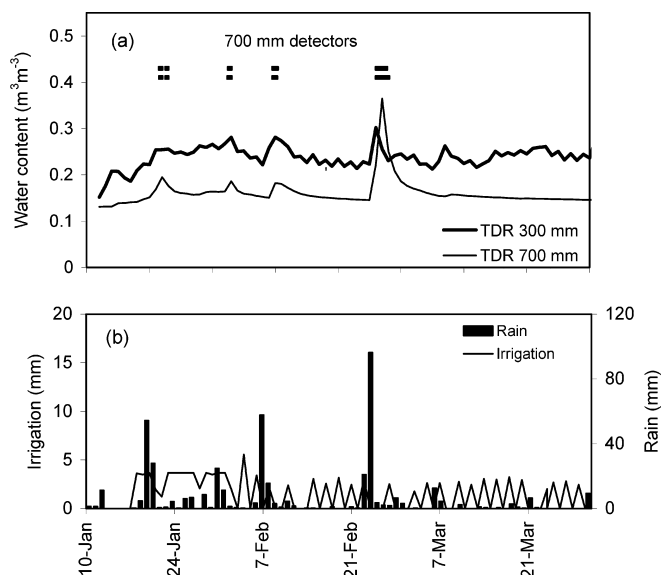 (a)
700 mm detectors
Water content (m³m⁻³)
0.5
0.4
0.3
0.2
0.1
0
TDR 300 mm
TDR 700 mm
(b)
Rain
Irrigation
Irrigation (mm)
20
15
10
5
0
Rain (mm)
120
80
40
0
10-Jan
24-Jan
7-Feb
21-Feb
7-Mar
21-Mar